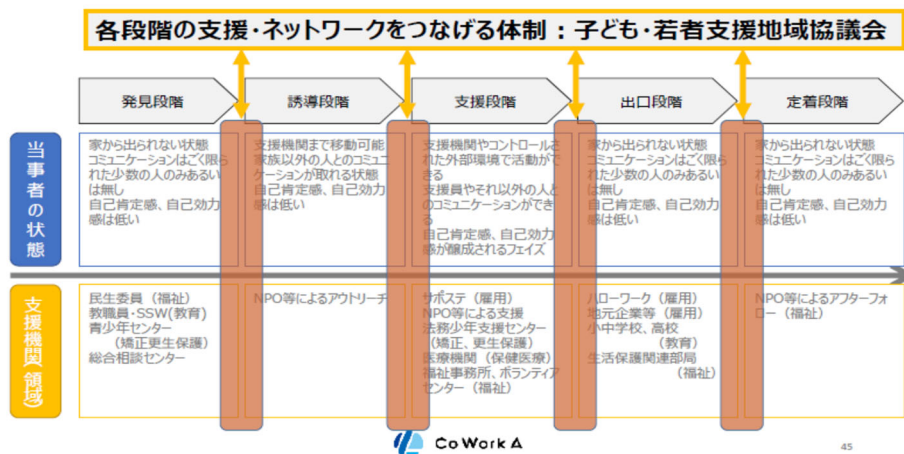 各段階の支援・ネットワークをつなげる体制：子ども・若者支援地域協議会
発見段階
誘導段階
支援段階
出口段階
定着段階
当事者の状態
家から出られない状態
コミュニケーションはごく限ら
れた少数の人のみあるい
は無し
自己肯定感、自己効力
感は低い
支援機関まで移動可能
家族以外の人とのコミュニ
ケーションが取れる状態
自己肯定感、自己効力
感は低い
支援機関やコントロールさ
れた外部環境で活動がで
きる
支援員やそれ以外の人と
のコミュニケーションができ
る
自己肯定感、自己効力
感が醸成されるフェイズ
家から出られない状態
コミュニケーションはごく限ら
れた少数の人のみあるい
は無し
自己肯定感、自己効力
感は低い
家から出られない状態
コミュニケーションはごく限ら
れた少数の人のみあるい
は無し
自己肯定感、自己効力
感は低い
支援機関（領域）
民生委員（福祉）
教職員・SSW(教育)
青少年センター
（矯正更生保護）
総合相談センター
NPO等によるアウトリーチ
サポステ（雇用）
NPO等による支援
法務少年支援センター
（矯正、更生保護）
医療機関（保健医療）
福祉事務所、ボランティア
センター（福祉）
ハローワーク（雇用）
地元企業等（雇用）
小中学校、高校
（教育）
生活保護関連部局
（福祉）
NPO等によるアフターフォ
ロー（福祉）
CoWorkA
45